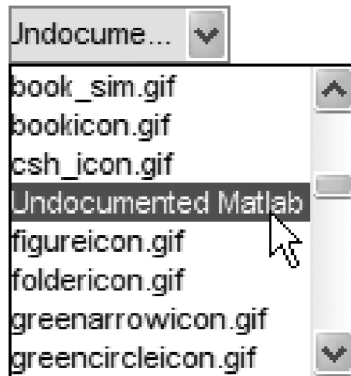 Undocume...
book_sim.gif
bookicon.gif
csh_icon.gif
Undocumented Matlab
figureicon.gif
foldericon.gif
greenarrowicon.gif
greencircleicon.gif